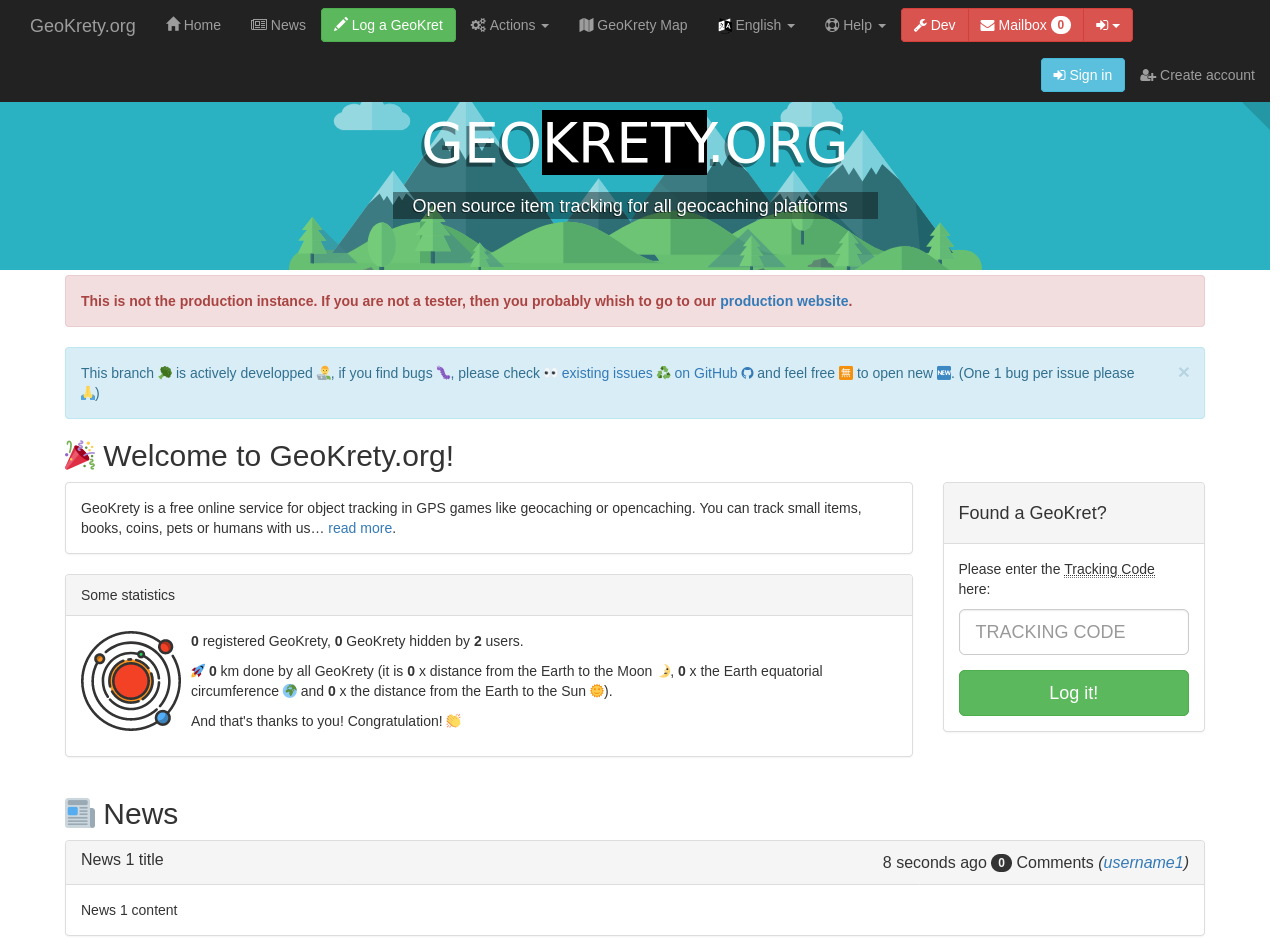 GeoKrety.org Home News Log a GeoKret Actions GeoKrety Map English Help Dev Mailbox 0
Sign in Create account
GEOKRETY.ORG
Open source item tracking for all geocaching platforms
This is not the production instance. If you are not a tester, then you probably whish to go to our production website.
This branch 🥦 is actively developped 👨‍🔬, if you find bugs 🐛, please check 👀 existing issues ♻️ on GitHub and feel free 🈚 to open new 🆕. (One 1 bug per issue please
🙏)
🎉 Welcome to GeoKrety.org!
GeoKrety is a free online service for object tracking in GPS games like geocaching or opencaching. You can track small items,
books, coins, pets or humans with us… read more.
Found a GeoKret?
Please enter the Tracking Code
here:
TRACKING CODE
Log it!
Some statistics
0 registered GeoKrety, 0 GeoKrety hidden by 2 users.
🚀 0 km done by all GeoKrety (it is 0 x distance from the Earth to the Moon 🌛, 0 x the Earth equatorial
circumference 🌍 and 0 x the distance from the Earth to the Sun 🌞).
And that's thanks to you! Congratulation! 👏
📰 News
News 1 title 8 seconds ago 0 Comments (username1)
News 1 content